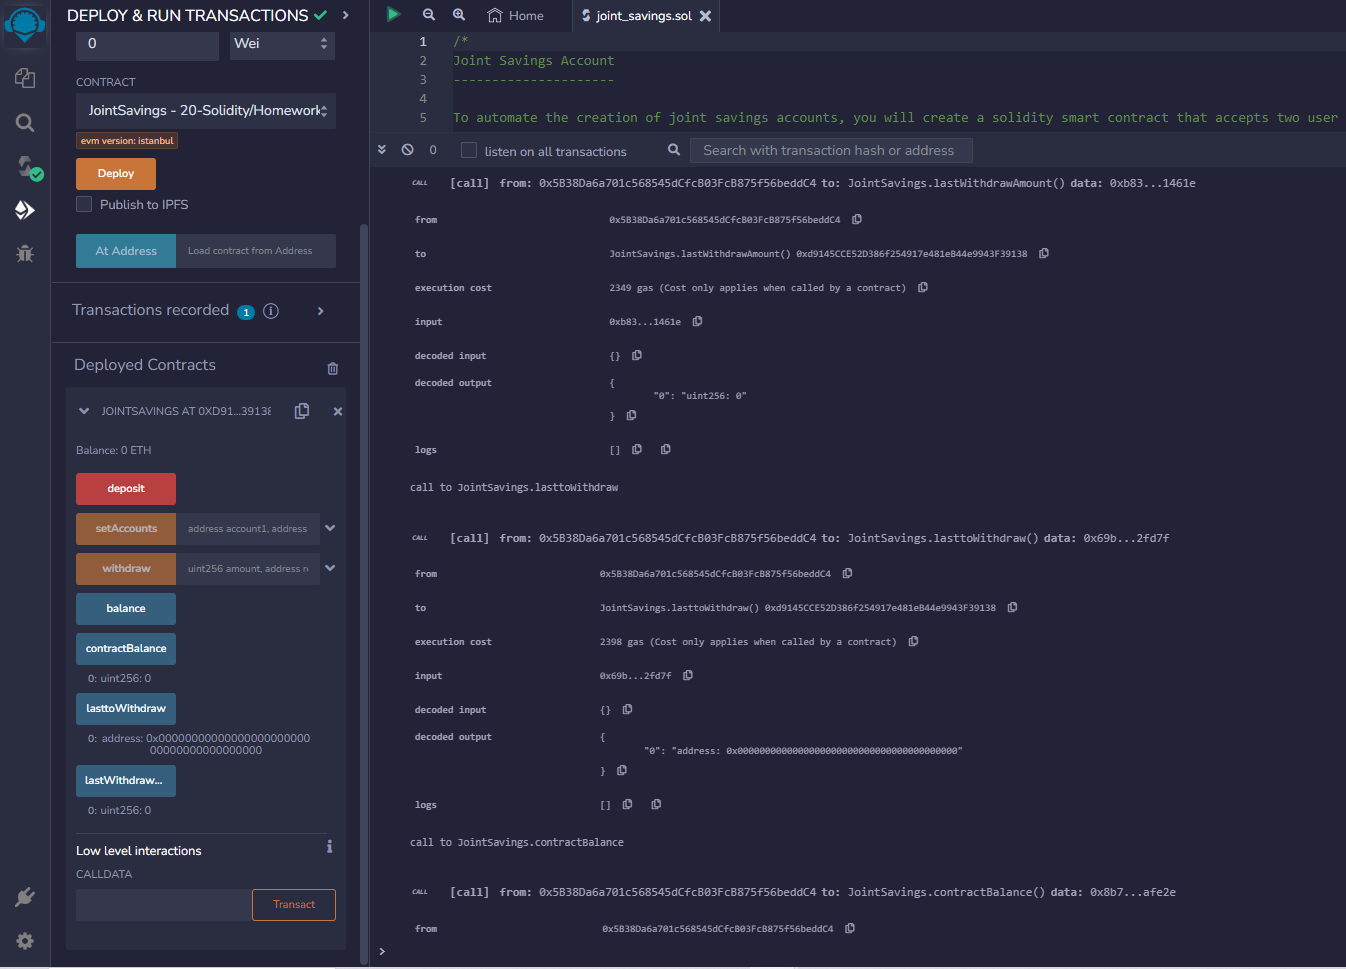 DEPLOY & RUN TRANSACTIONS
0
Wei
CONTRACT
JointSavings - 20-Solidity/Homework
evm version: istanbul
Deploy
Publish to IPFS
At Address
Load contract from Address
Transactions recorded 1
Deployed Contracts
JOINTSAVINGS AT 0XD91...39138
Balance: 0 ETH
deposit
setAccounts
address account1, address
withdraw
uint256 amount, address re
balance
contractBalance
0: uint256: 0
lasttoWithdraw
0: address: 0x00000000000000000000000
00000000000000000
lastWithdraw...
0: uint256: 0
Low level interactions
CALLDATA
Transact
Home
joint_savings.sol
1 /*
2 Joint Savings Account
3 ---------------------
4
5 To automate the creation of joint savings accounts, you will create a solidity smart contract that accepts two user
0
listen on all transactions
Search with transaction hash or address
CALL [call] from: 0x5B38Da6a701c568545dCfcB03FcB875f56beddC4 to: JointSavings.lastWithdrawAmount() data: 0xb83...1461e
from 0x5B38Da6a701c568545dCfcB03FcB875f56beddC4
to JointSavings.lastWithdrawAmount() 0xd9145CCE52D386f254917e481eB44e9943F39138
execution cost 2349 gas (Cost only applies when called by a contract)
input 0xb83...1461e
decoded input {}
decoded output {
"0": "uint256: 0"
}
logs []
call to JointSavings.lasttoWithdraw
CALL [call] from: 0x5B38Da6a701c568545dCfcB03FcB875f56beddC4 to: JointSavings.lasttoWithdraw() data: 0x69b...2fd7f
from 0x5B38Da6a701c568545dCfcB03FcB875f56beddC4
to JointSavings.lasttoWithdraw() 0xd9145CCE52D386f254917e481eB44e9943F39138
execution cost 2398 gas (Cost only applies when called by a contract)
input 0x69b...2fd7f
decoded input {}
decoded output {
"0": "address: 0x0000000000000000000000000000000000000000"
}
logs []
call to JointSavings.contractBalance
CALL [call] from: 0x5B38Da6a701c568545dCfcB03FcB875f56beddC4 to: JointSavings.contractBalance() data: 0x8b7...afe2e
from 0x5B38Da6a701c568545dCfcB03FcB875f56beddC4
>